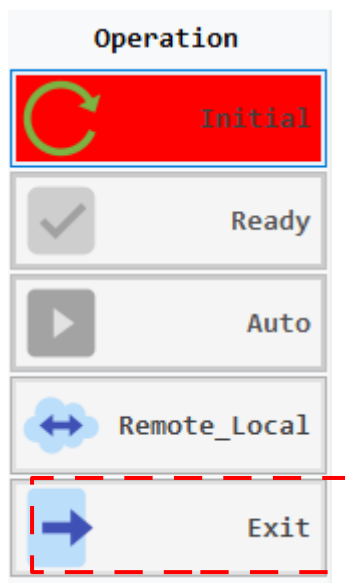 Operation
Initial
Ready
Auto
Remote_Local
Exit